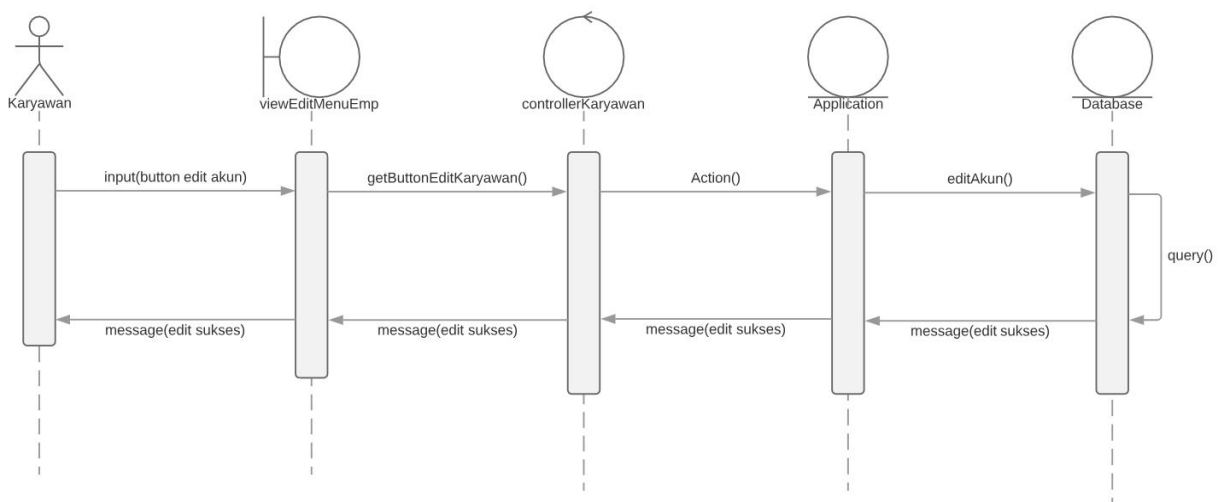 Karyawan
viewEditMenuEmp
controllerKaryawan
Application
Database
input(button edit akun)
getButtonEditKaryawan()
Action()
editAkun()
query()
message(edit sukses)
message(edit sukses)
message(edit sukses)
message(edit sukses)